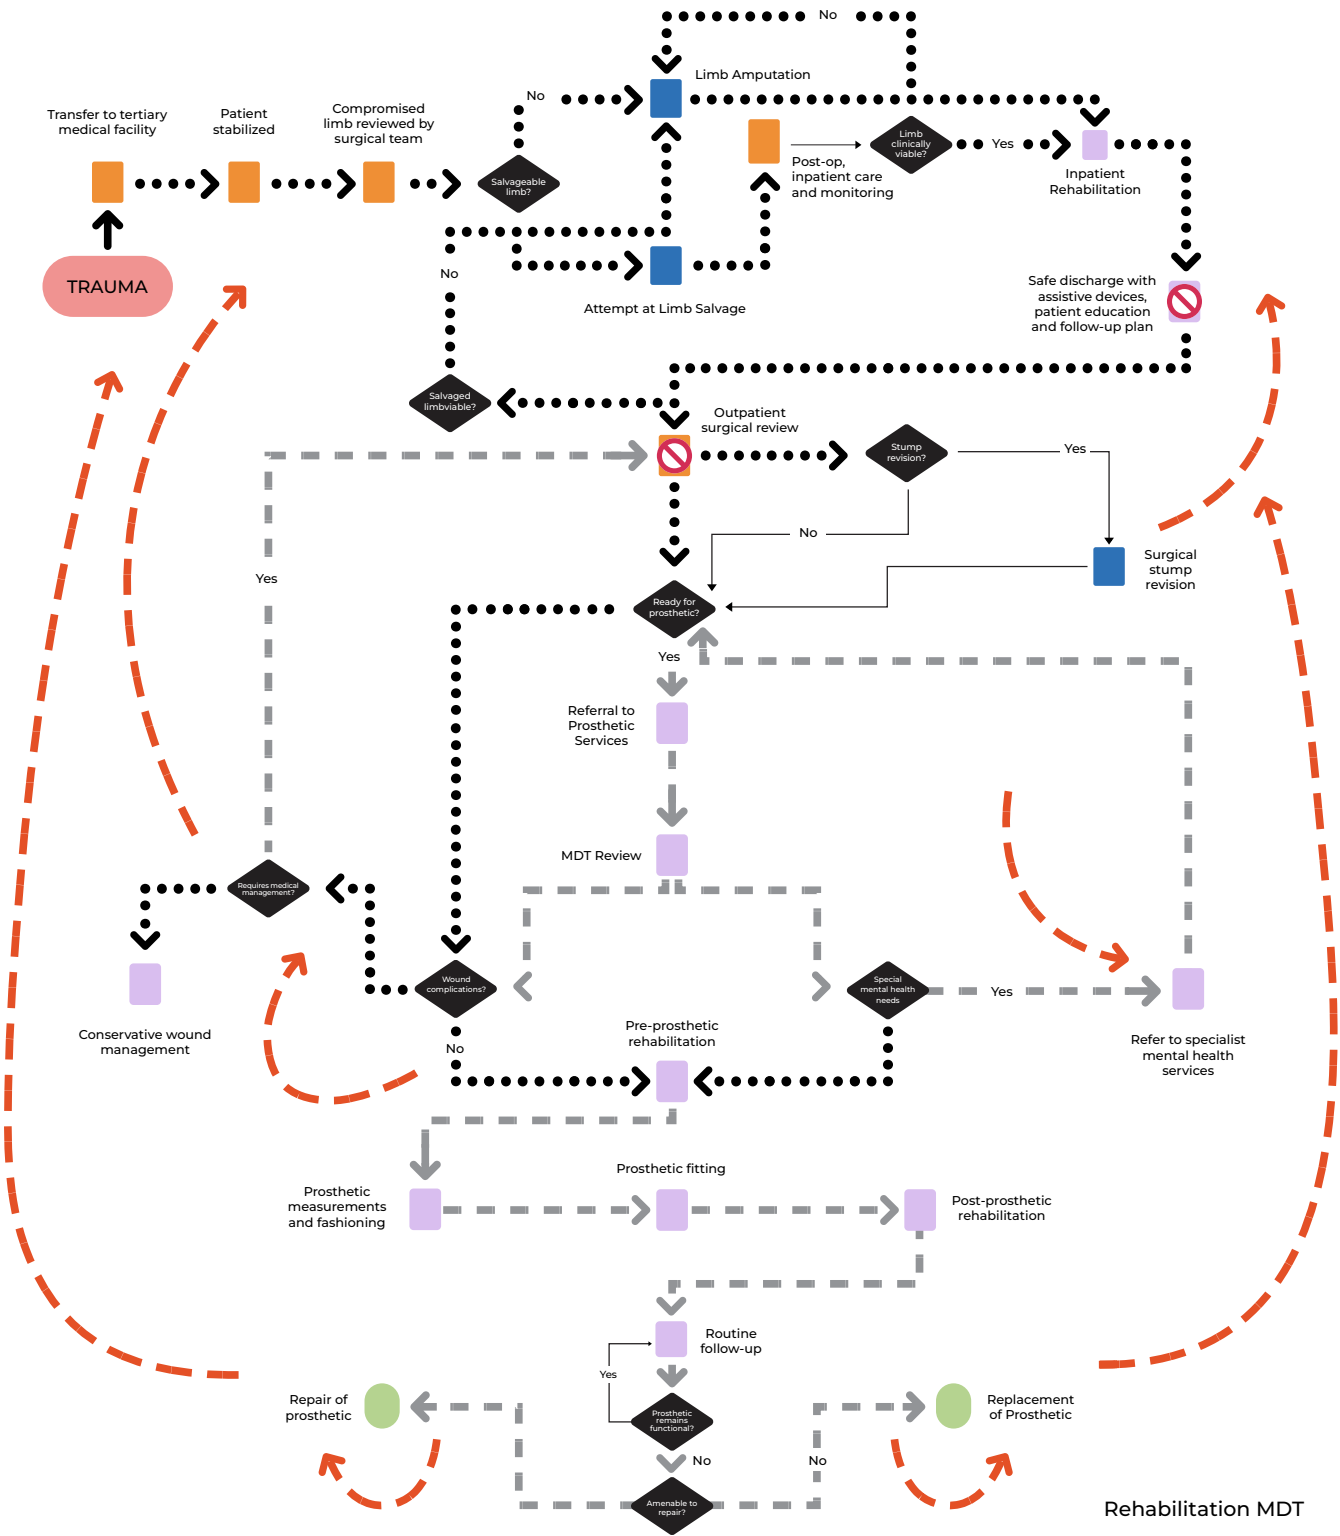 No
Limb Amputation
No
Transfer to tertiary
medical facility
Patient
stabilized
Compromised
limb reviewed by
surgical team
Salvageable
limb?
Limb
clinically
viable?
Yes
Post-op,
inpatient care
and monitoring
Inpatient
Rehabilitation
TRAUMA
No
Attempt at Limb Salvage
Safe discharge with
assistive devices,
patient education
and follow-up plan
Salvaged
limbviable?
Outpatient
surgical review
Stump
revision?
Yes
No
Surgical
stump
revision
Yes
Ready for
prosthetic?
Yes
Referral to
Prosthetic
Services
MDT Review
Requires medical
management?
Wound
complications?
Special
mental health
needs
Yes
Conservative wound
management
No
Pre-prosthetic
rehabilitation
Refer to specialist
mental health
services
Prosthetic
measurements
and fashioning
Prosthetic fitting
Post-prosthetic
rehabilitation
Routine
follow-up
Yes
Repair of
prosthetic
Prosthetic
remains
functional?
Replacement
of Prosthetic
No
No
Amenable to
repair?
Rehabilitation MDT